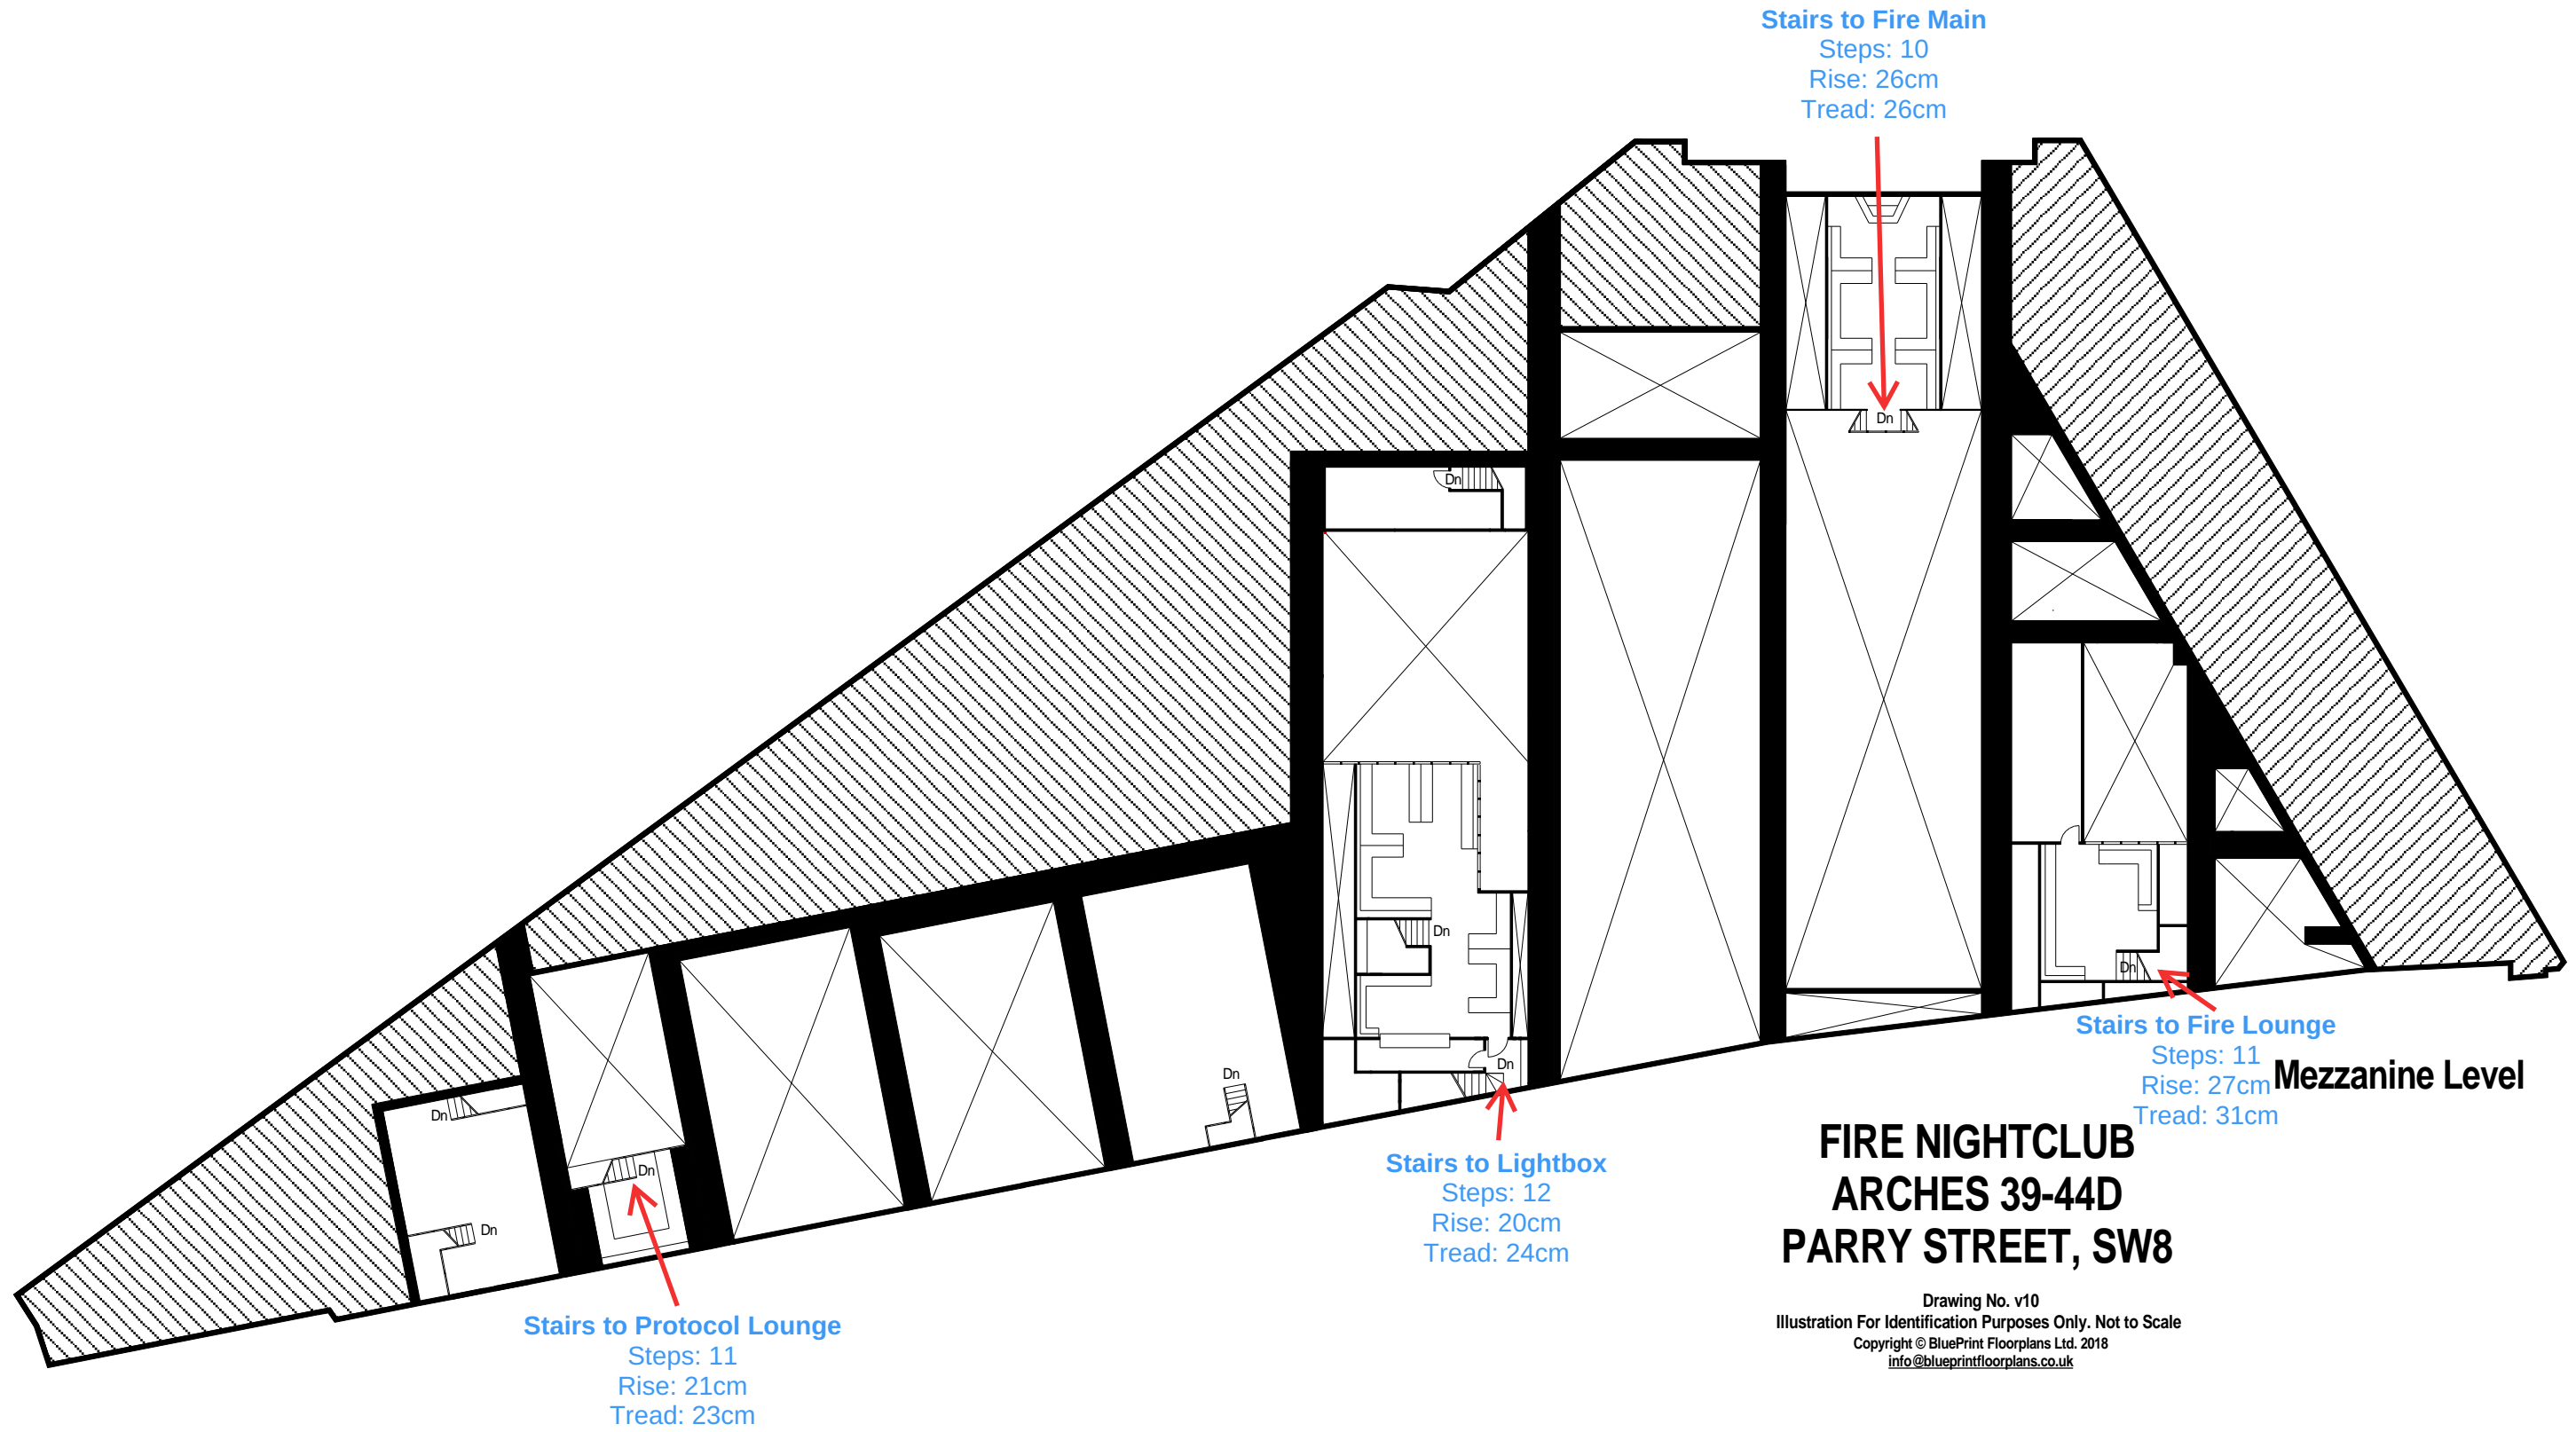 Stairs to Fire Main
Steps: 10
Rise: 26cm
Tread: 26cm
Dn
Dn
Dn
Dn
Dn
Dn
Dn
Dn
Dn
Stairs to Fire Lounge
Steps: 11
Rise: 27cm
Tread: 31cm
Mezzanine Level
Stairs to Lightbox
Steps: 12
Rise: 20cm
Tread: 24cm
Stairs to Protocol Lounge
Steps: 11
Rise: 21cm
Tread: 23cm
FIRE NIGHTCLUB
ARCHES 39-44D
PARRY STREET, SW8
Drawing No. v10
Illustration For Identification Purposes Only. Not to Scale
Copyright © BluePrint Floorplans Ltd. 2018
info@blueprintfloorplans.co.uk